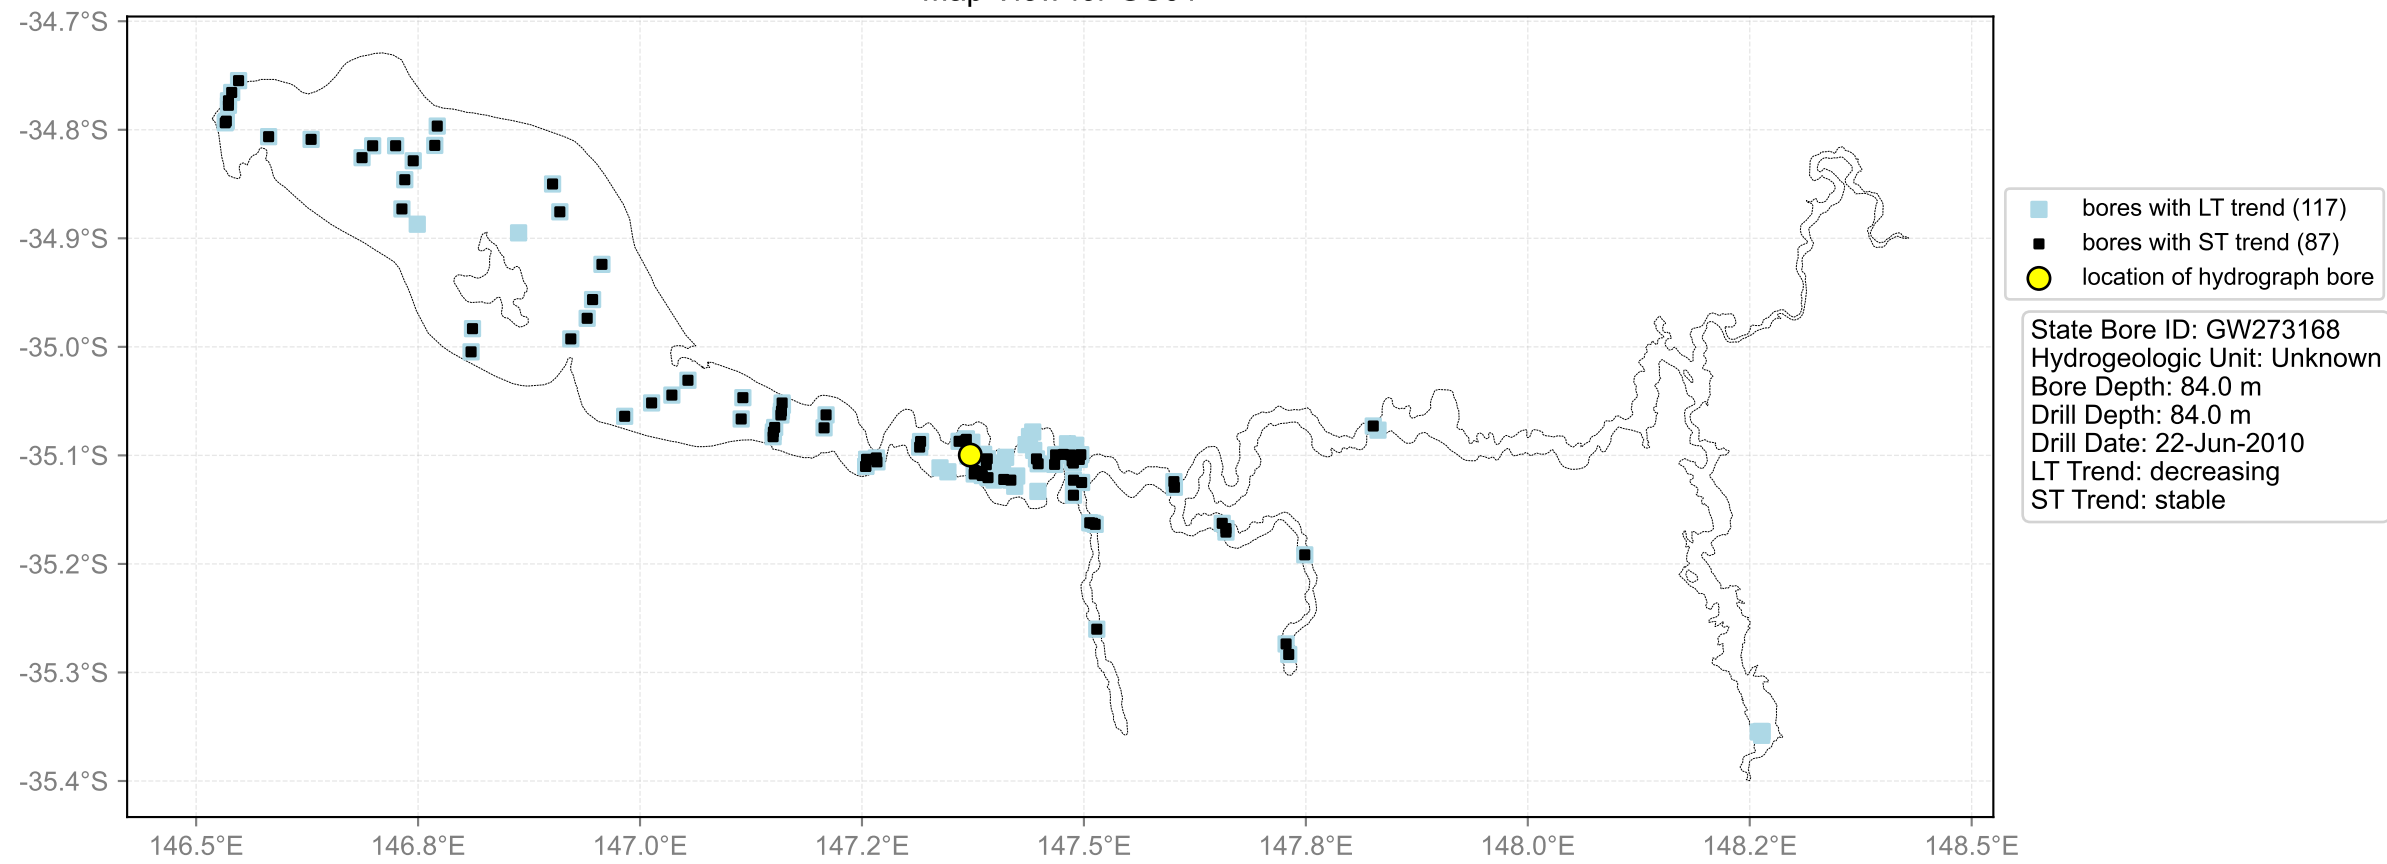 -34.7°S
-34.8°S
-34.9°S
-35.0°S
-35.1°S
-35.2°S
-35.3°S
-35.4°S
146.5°E 146.8°E 147.0°E 147.2°E 147.5°E 147.8°E 148.0°E 148.2°E 148.5°E
bores with LT trend (117)
bores with ST trend (87)
location of hydrograph bore
State Bore ID: GW273168
Hydrogeologic Unit: Unknown
Bore Depth: 84.0 m
Drill Depth: 84.0 m
Drill Date: 22-Jun-2010
LT Trend: decreasing
ST Trend: stable